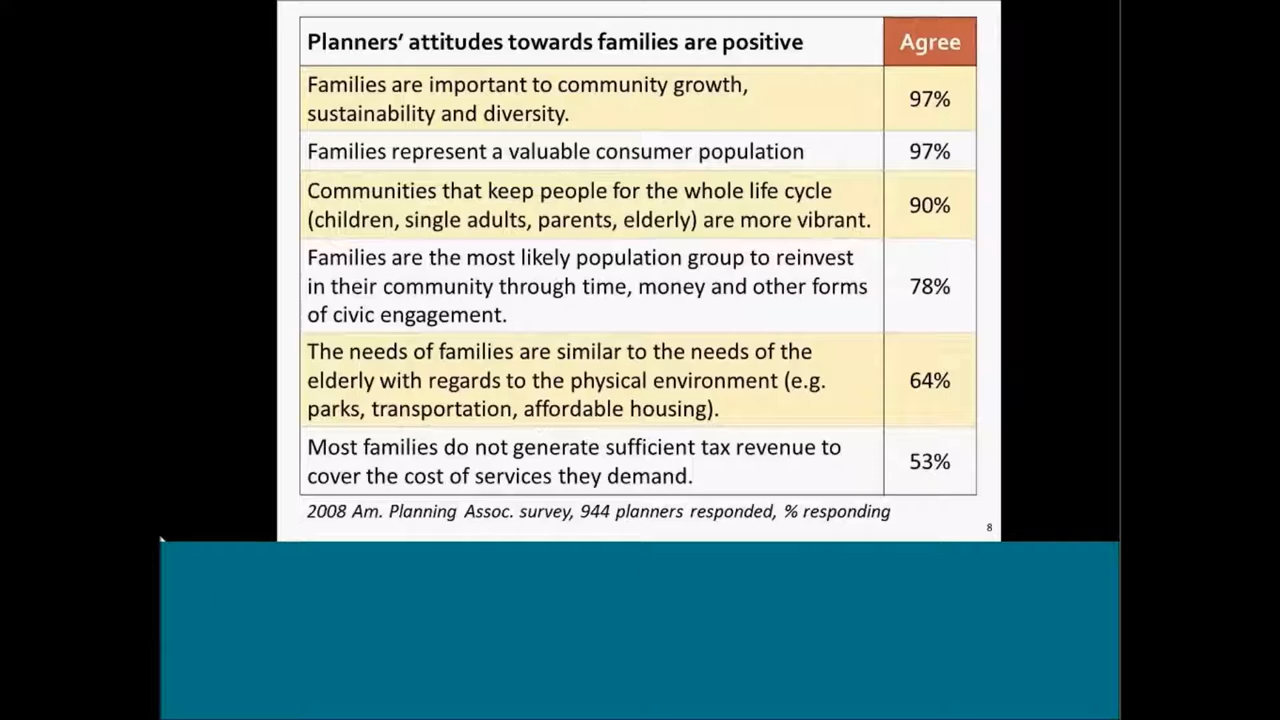 Planners’ attitudes towards families are positive
Agree
Families are important to community growth,
sustainability and diversity.
97%
Families represent a valuable consumer population
97%
Communities that keep people for the whole life cycle
(children, single adults, parents, elderly) are more vibrant.
90%
Families are the most likely population group to reinvest
in their community through time, money and other forms
of civic engagement.
78%
The needs of families are similar to the needs of the
elderly with regards to the physical environment (e.g.
parks, transportation, affordable housing).
64%
Most families do not generate sufficient tax revenue to
cover the cost of services they demand.
53%
2008 Am. Planning Assoc. survey, 944 planners responded, % responding
8